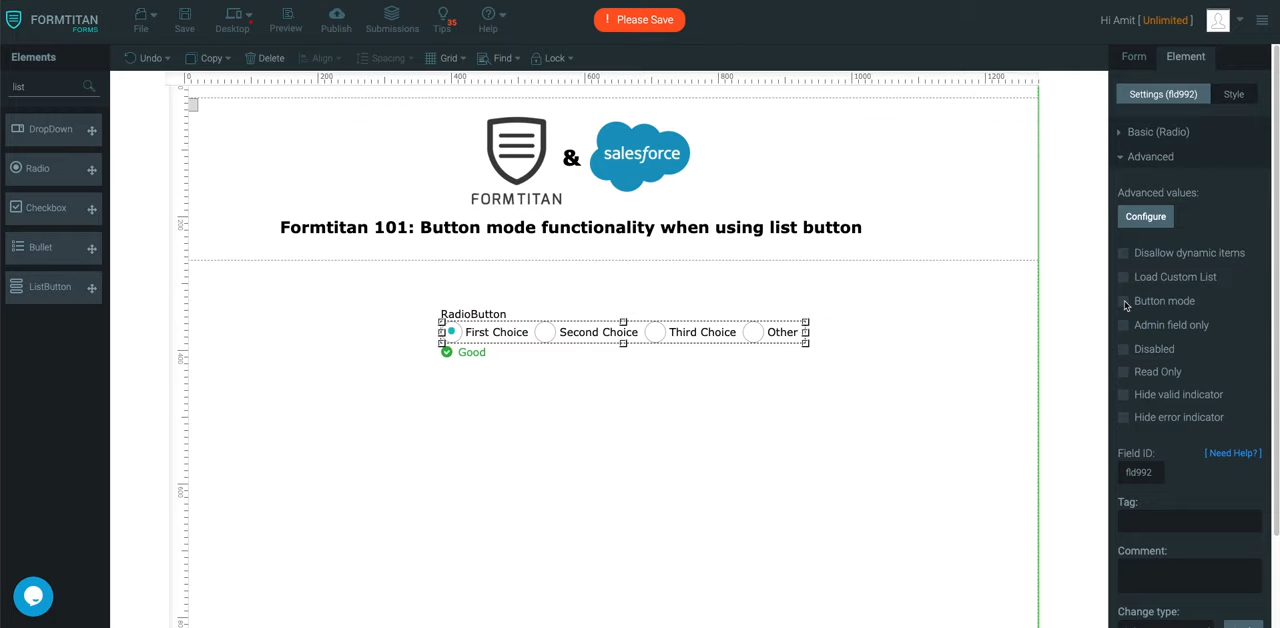 FORMTITAN
FORMS
File
Save
Desktop
Preview
Publish
Submissions
Tips
35
Help
! Please Save
Hi Amit [ Unlimited ]
Elements
Undo
Copy
Delete
Align
Spacing
Grid
Find
Lock
Form
Element
list
DropDown
Radio
Checkbox
Bullet
ListButton
0
200
400
600
800
1000
1200
0
200
400
600
800
FORMTITAN
&
salesforce
Formtitan 101: Button mode functionality when using list button
RadioButton
First Choice
Second Choice
Third Choice
Other
Good
Settings (fld992)
Style
Basic (Radio)
Advanced
Advanced values:
Configure
Disallow dynamic items
Load Custom List
Button mode
Admin field only
Disabled
Read Only
Hide valid indicator
Hide error indicator
Field ID:
[ Need Help? ]
fld992
Tag:
Comment:
Change type: